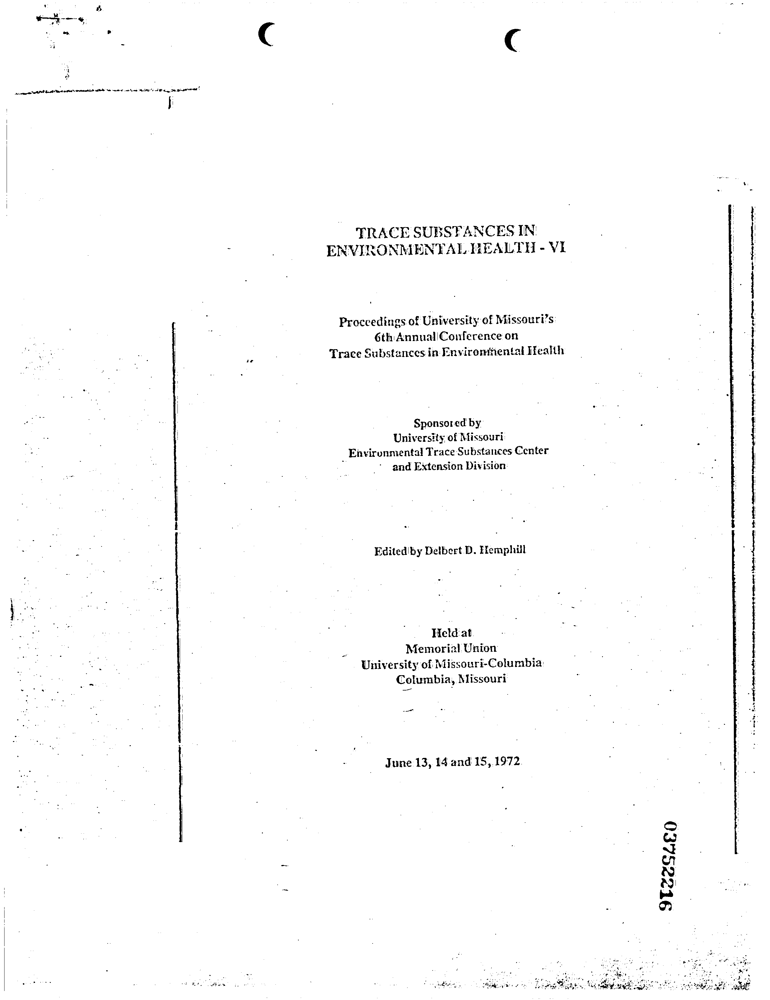 TRACE SUBSTANCES IN
ENVIRONMENTAL HEALTH - VI
Proceedings of University of Missouri's
6th Annual Conference on
Trace Substances in Environmental Health
Sponsored by
University of Missouri
Environmental Trace Substances Center
and Extension Division
Edited by Delbert D. Hemphill
Held at
Memorial Union
University of Missouri-Columbia
Columbia, Missouri
June 13, 14 and 15, 1972
03752216